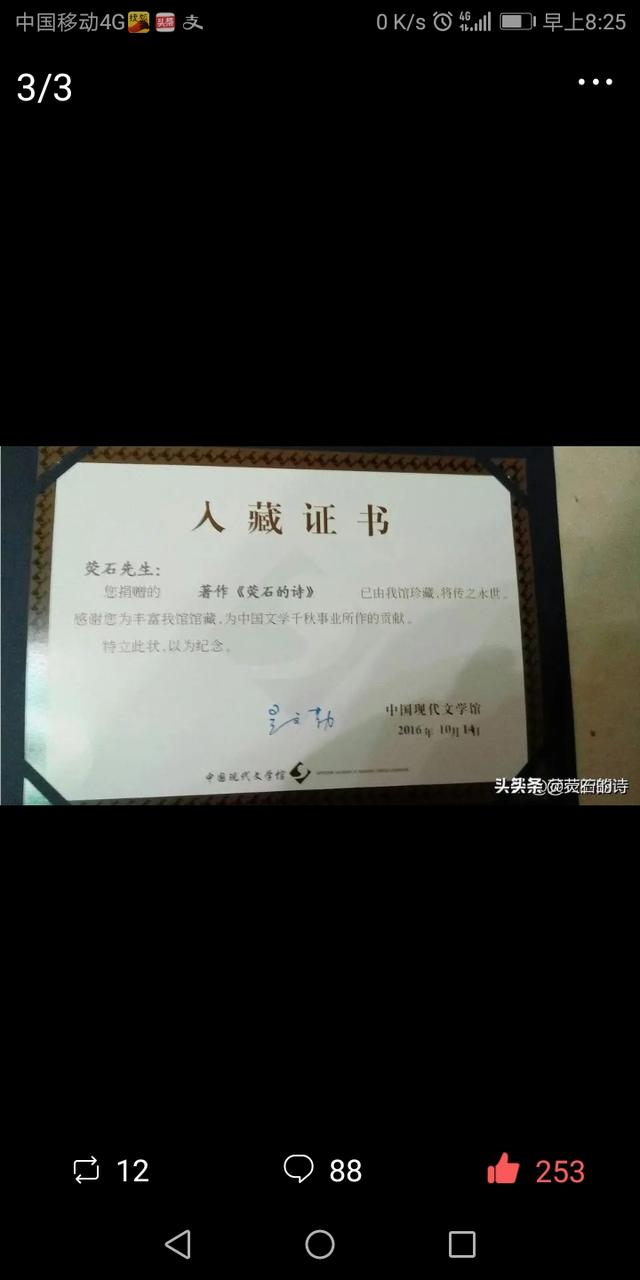 中国移动4G
0 K/s
4G
早上8:25
3/3
入藏证书
荧石先生：
您捐赠的 著作《荧石的诗》 已由我馆珍藏,将传之永世。
感谢您为丰富我馆馆藏,为中国文学千秋事业所作的贡献。
特立此状,以为纪念。
中国现代文学馆
2016年 10月 14日
中国现代文学馆
12
88
253